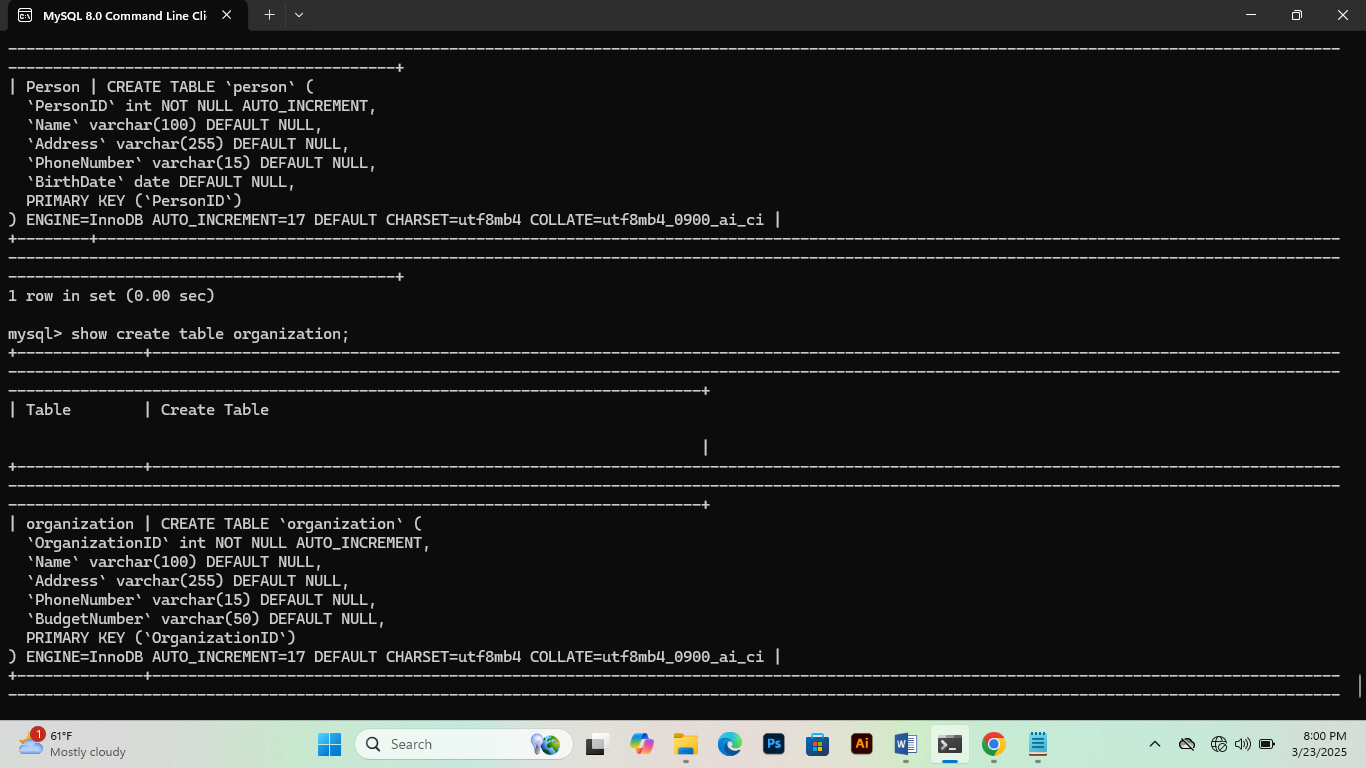 MySQL 8.0 Command Line Cli
| Person | CREATE TABLE `person` (
`PersonID` int NOT NULL AUTO_INCREMENT,
`Name` varchar(100) DEFAULT NULL,
`Address` varchar(255) DEFAULT NULL,
`PhoneNumber` varchar(15) DEFAULT NULL,
`BirthDate` date DEFAULT NULL,
PRIMARY KEY (`PersonID`)
) ENGINE=InnoDB AUTO_INCREMENT=17 DEFAULT CHARSET=utf8mb4 COLLATE=utf8mb4_0900_ai_ci |
1 row in set (0.00 sec)
mysql> show create table organization;
| Table | Create Table
|
| organization | CREATE TABLE `organization` (
`OrganizationID` int NOT NULL AUTO_INCREMENT,
`Name` varchar(100) DEFAULT NULL,
`Address` varchar(255) DEFAULT NULL,
`PhoneNumber` varchar(15) DEFAULT NULL,
`BudgetNumber` varchar(50) DEFAULT NULL,
PRIMARY KEY (`OrganizationID`)
) ENGINE=InnoDB AUTO_INCREMENT=17 DEFAULT CHARSET=utf8mb4 COLLATE=utf8mb4_0900_ai_ci |
1
61°F
Mostly cloudy
Search
Ps
Ai
W
8:00 PM
3/23/2025